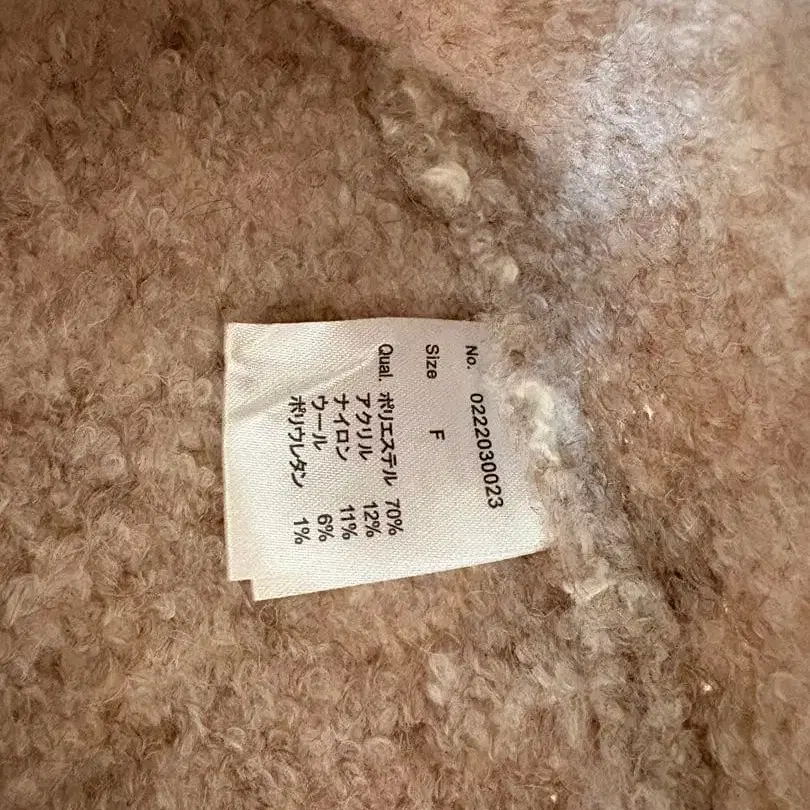 No. 0222030023
Size F
Qual. ポリエステル 70%
アクリル 12%
ナイロン 11%
ウール 6%
ポリウレタン 1%